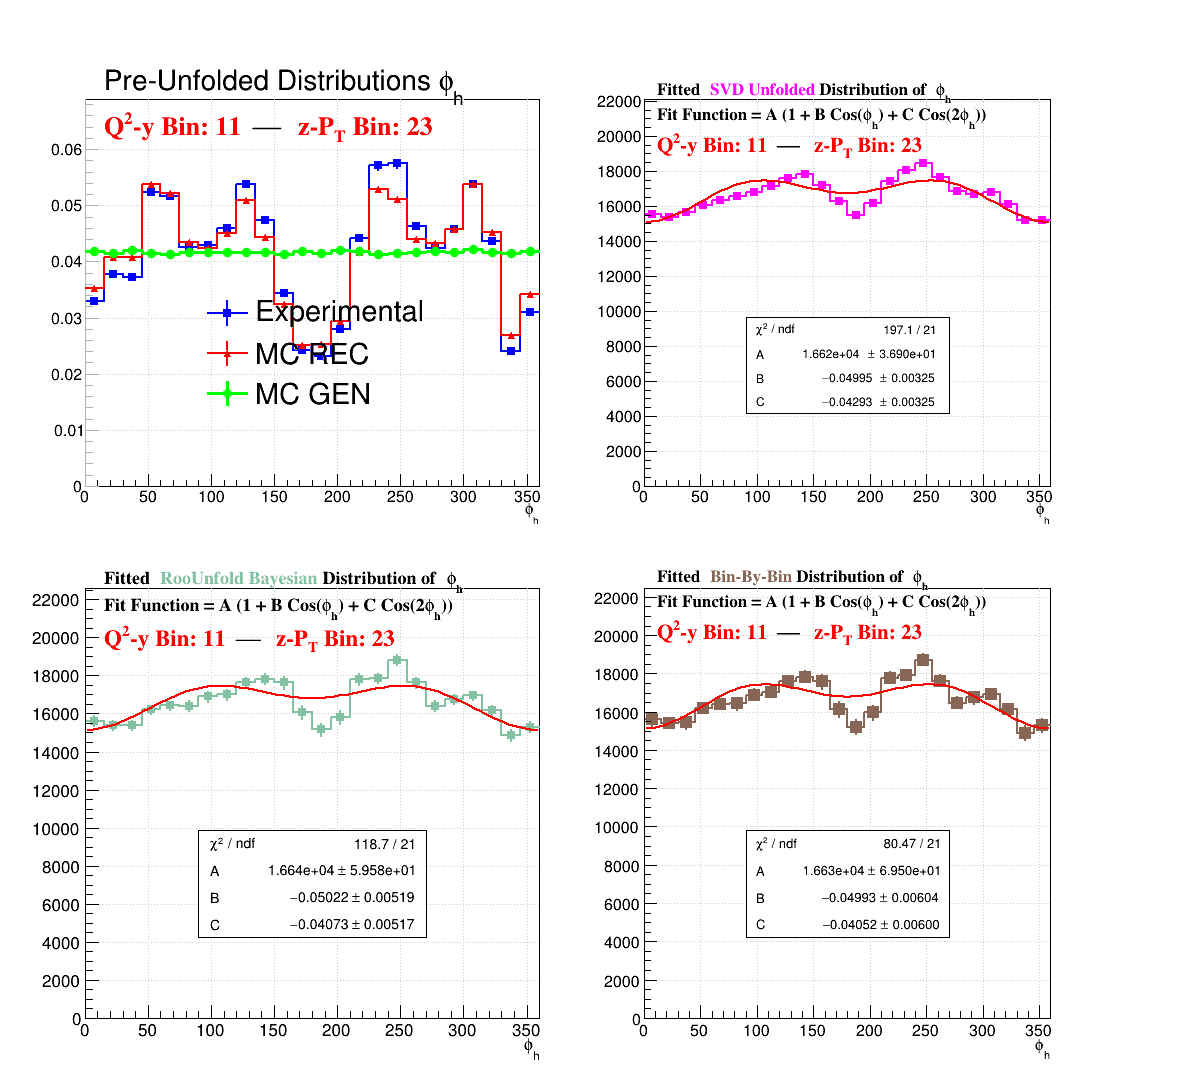 Pre-Unfolded Distributions ϕh
Q²-y Bin: 11 — z-PT Bin: 23
0.06
0.05
0.04
0.03
0.02
0.01
0
Experimental
MC REC
MC GEN
0 50 100 150 200 250 300 350
ϕh
Fitted SVD Unfolded Distribution of ϕh
Fit Function = A (1 + B Cos(ϕh) + C Cos(2ϕh))
Q²-y Bin: 11 — z-PT Bin: 23
22000
20000
18000
16000
14000
12000
10000
8000
6000
4000
2000
0
χ² / ndf 197.1 / 21
A 1.662e+04 ± 3.690e+01
B −0.04995 ± 0.00325
C −0.04293 ± 0.00325
0 50 100 150 200 250 300 350
ϕh
Fitted RooUnfold Bayesian Distribution of ϕh
Fit Function = A (1 + B Cos(ϕh) + C Cos(2ϕh))
Q²-y Bin: 11 — z-PT Bin: 23
22000
20000
18000
16000
14000
12000
10000
8000
6000
4000
2000
0
χ² / ndf 118.7 / 21
A 1.664e+04 ± 5.958e+01
B −0.05022 ± 0.00519
C −0.04073 ± 0.00517
0 50 100 150 200 250 300 350
ϕh
Fitted Bin-By-Bin Distribution of ϕh
Fit Function = A (1 + B Cos(ϕh) + C Cos(2ϕh))
Q²-y Bin: 11 — z-PT Bin: 23
22000
20000
18000
16000
14000
12000
10000
8000
6000
4000
2000
0
χ² / ndf 80.47 / 21
A 1.663e+04 ± 6.950e+01
B −0.04993 ± 0.00604
C −0.04052 ± 0.00600
0 50 100 150 200 250 300 350
ϕh